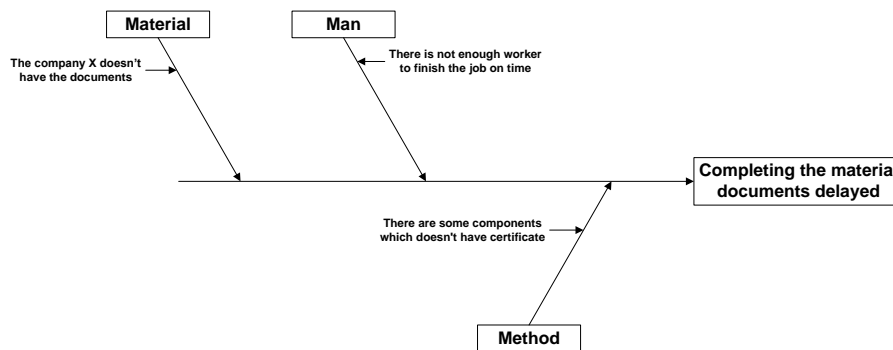 Material
Man
The company X doesn't
have the documents
There is not enough worker
to finish the job on time
Completing the material
documents delayed
There are some components
which doesn't have certificate
Method